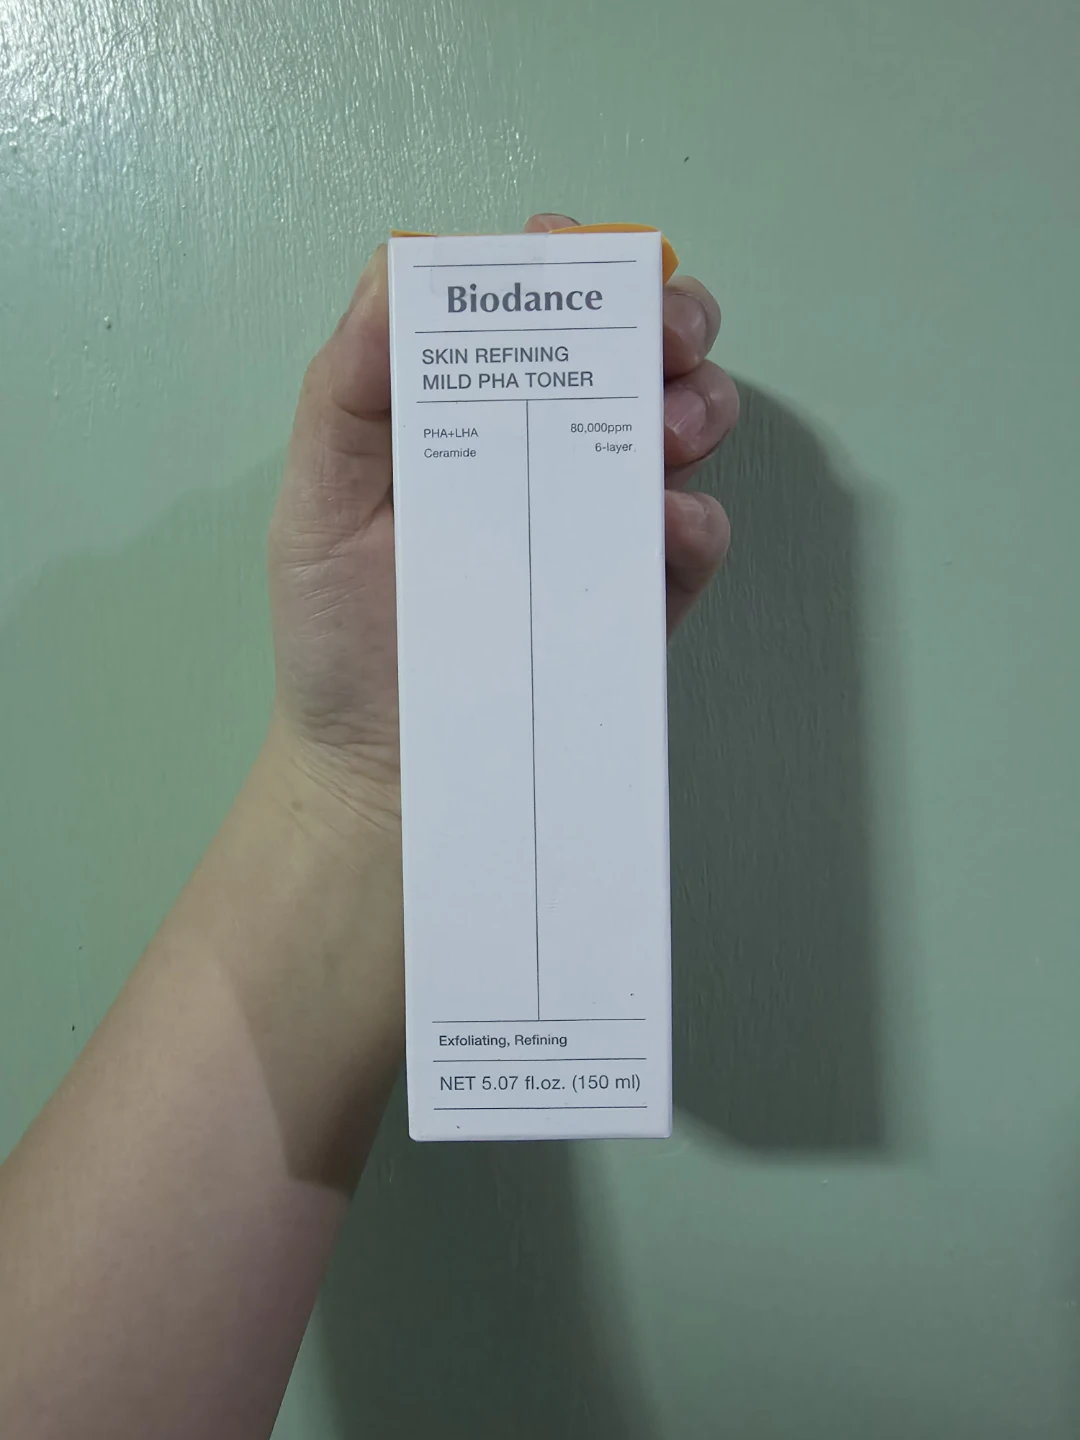 Biodance
SKIN REFINING
MILD PHA TONER
PHA+LHA 80,000ppm
Ceramide 6-layer
Exfoliating, Refining
NET 5.07 fl.oz. (150 ml)